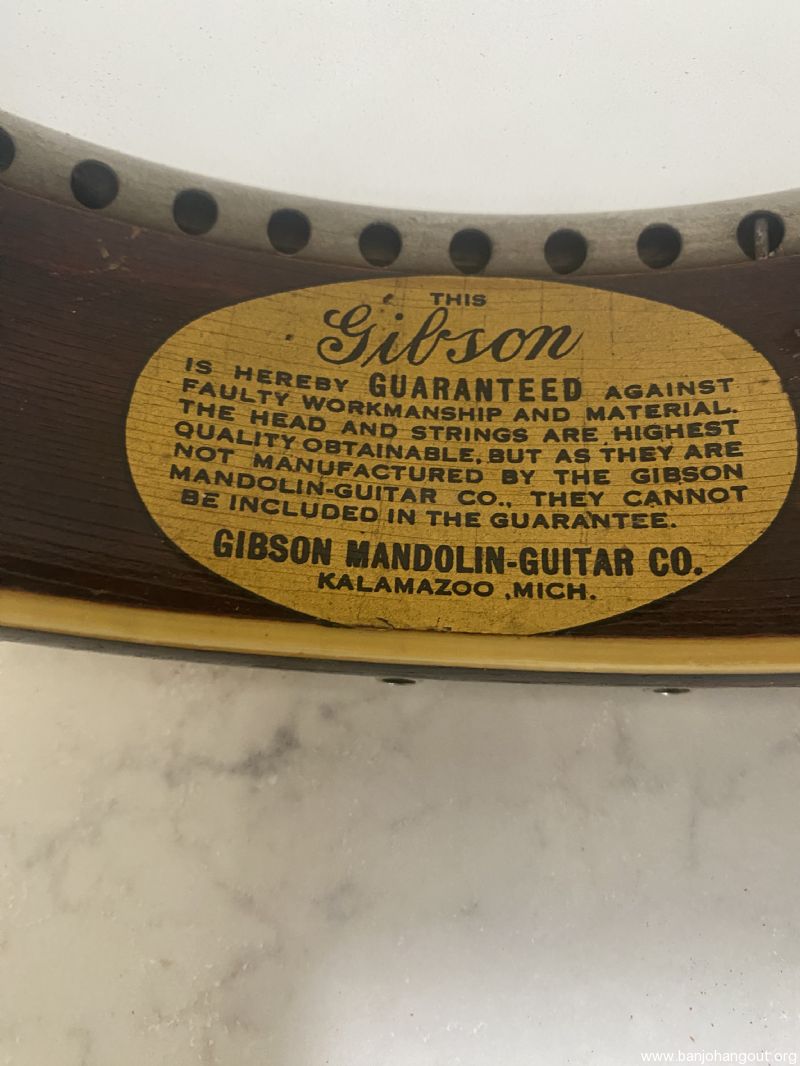 THIS
Gibson
IS HEREBY GUARANTEED AGAINST
FAULTY WORKMANSHIP AND MATERIAL.
THE HEAD AND STRINGS ARE HIGHEST
QUALITY OBTAINABLE, BUT AS THEY ARE
NOT MANUFACTURED BY THE GIBSON
MANDOLIN-GUITAR CO., THEY CANNOT
BE INCLUDED IN THE GUARANTEE.
GIBSON MANDOLIN-GUITAR CO.
KALAMAZOO, MICH.
www.banjohangout.org